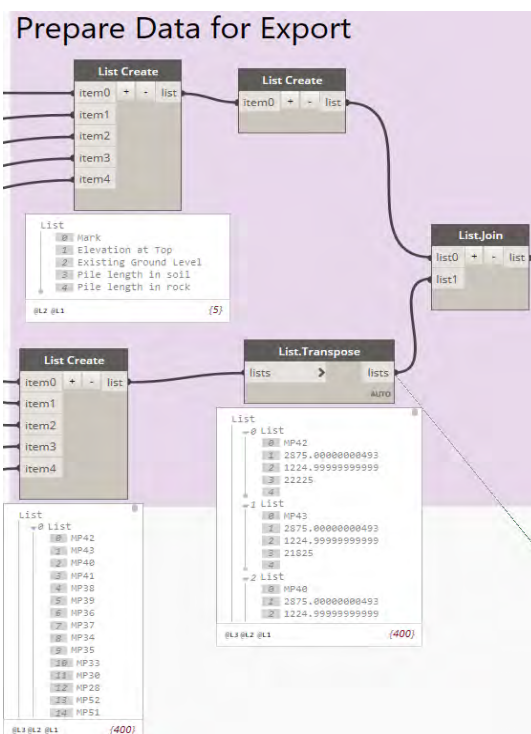 Prepare Data for Export
List Create
item0 + - list
item1
item2
item3
item4
List Create
item0 + - list
List
0 Mark
1 Elevation at Top
2 Existing Ground Level
3 Pile length in soil
4 Pile length in rock
@L2 @L1 {5}
List.Join
list0 + - list
list1
List Create
item0 + - list
item1
item2
item3
item4
List.Transpose
lists > lists
AUTO
List
0 List
0 MP42
1 MP43
2 MP40
3 MP41
4 MP38
5 MP39
6 MP36
7 MP37
8 MP34
9 MP35
10 MP33
11 MP30
12 MP28
13 MP52
14 MP51
@L3 @L2 @L1 {400}
List
0 List
0 MP42
1 2875.00000000493
2 1224.99999999999
3 22225
4
1 List
0 MP43
1 2875.00000000493
2 1224.99999999999
3 21825
4
2 List
0 MP40
1 2875.00000000493
2 1224.99999999999
@L3 @L2 @L1 {400}